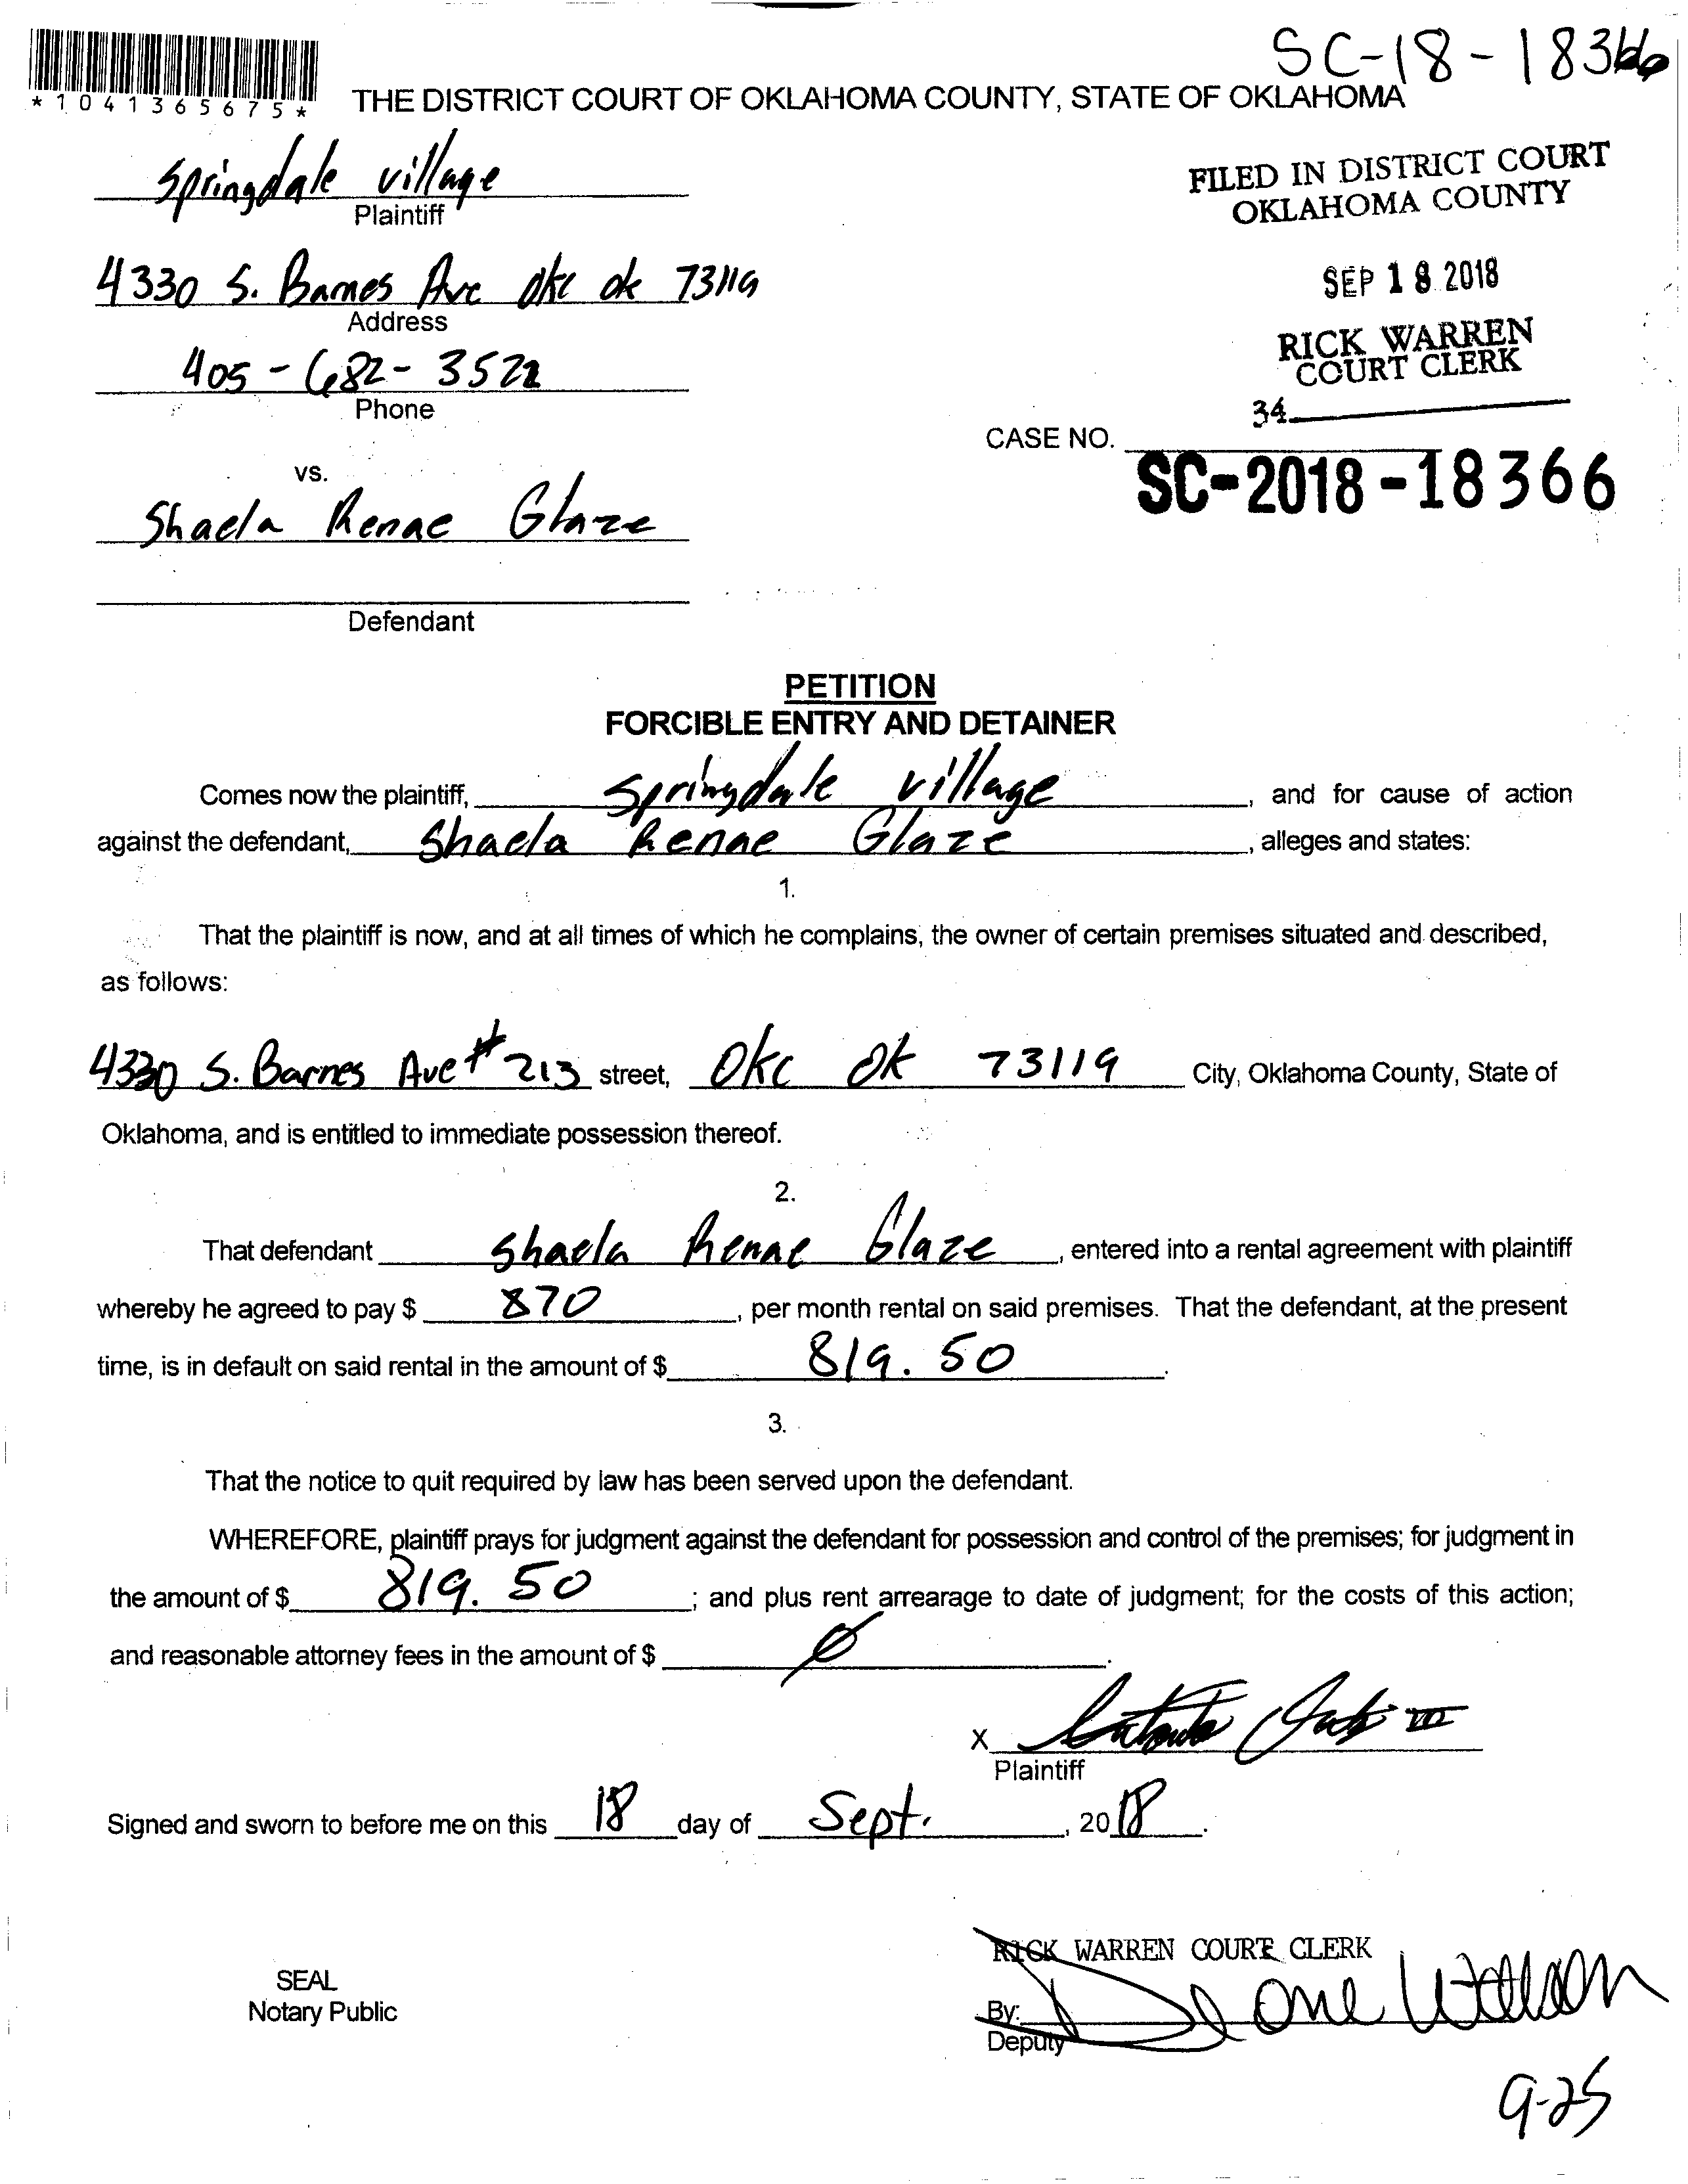 SC-18-18366
*1041365675*
THE DISTRICT COURT OF OKLAHOMA COUNTY, STATE OF OKLAHOMA
Springdale village
Plaintiff
FILED IN DISTRICT COURT
OKLAHOMA COUNTY
4330 S. Barnes Ave Okc ok 73119
Address
SEP 18 2018
RICK WARREN
COURT CLERK
405-682-3522
Phone
34
CASE NO.
SC-2018-18366
vs.
Shaela Renae Glaze
Defendant
PETITION
FORCIBLE ENTRY AND DETAINER
Comes now the plaintiff, Springdale village, and for cause of action
against the defendant, Shaela Renae Glaze, alleges and states:
1.
That the plaintiff is now, and at all times of which he complains, the owner of certain premises situated and described,
as follows:
4330 S. Barnes Ave #213 street, Okc ok 73119 City, Oklahoma County, State of
Oklahoma, and is entitled to immediate possession thereof.
2.
That defendant Shaela Renae Glaze, entered into a rental agreement with plaintiff
whereby he agreed to pay $ 870, per month rental on said premises. That the defendant, at the present
time, is in default on said rental in the amount of $ 819.50.
3.
That the notice to quit required by law has been served upon the defendant.
WHEREFORE, plaintiff prays for judgment against the defendant for possession and control of the premises; for judgment in
the amount of $ 819.50; and plus rent arrearage to date of judgment; for the costs of this action;
and reasonable attorney fees in the amount of $ 0.
X
Plaintiff
Signed and sworn to before me on this 18 day of Sept., 2018.
RICK WARREN COURT CLERK
SEAL
Notary Public
By:
Deputy
9-25